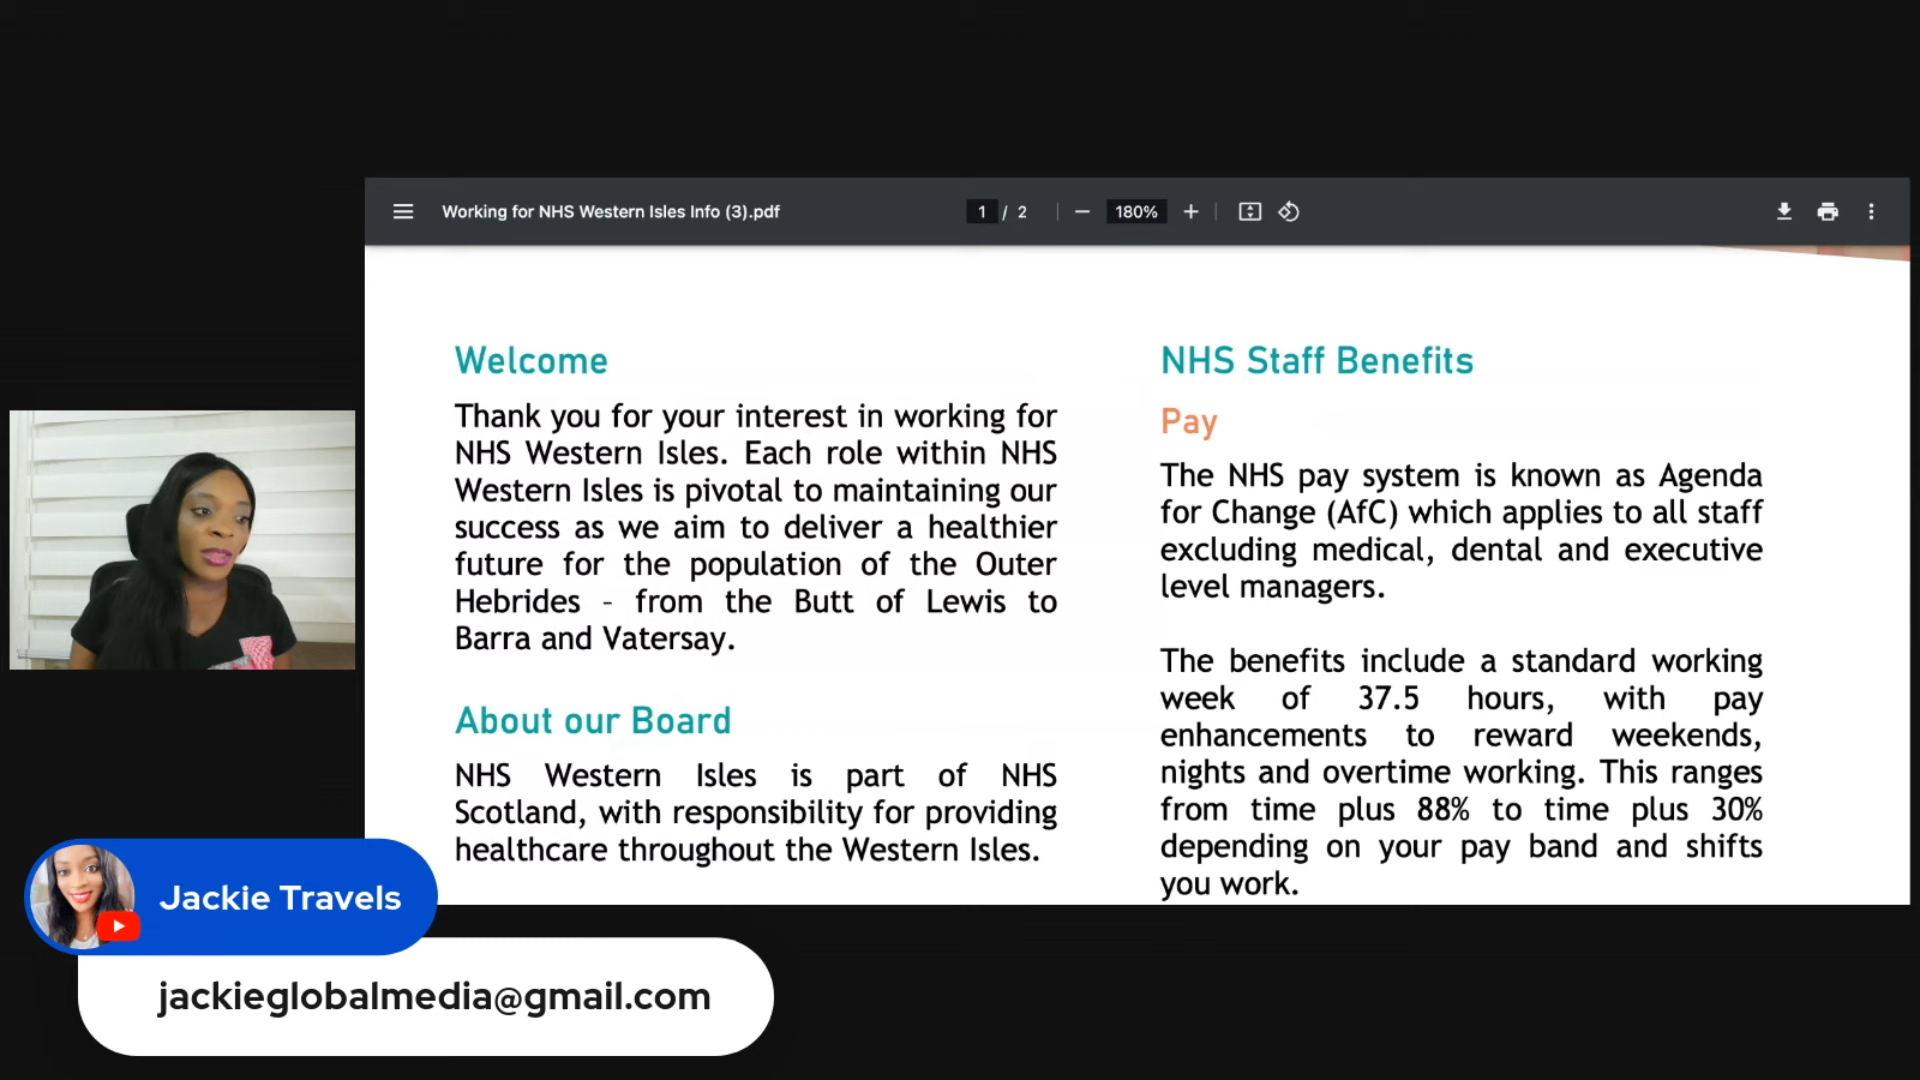 Working for NHS Western Isles Info (3).pdf
1 / 2
180%
Welcome
Thank you for your interest in working for
NHS Western Isles. Each role within NHS
Western Isles is pivotal to maintaining our
success as we aim to deliver a healthier
future for the population of the Outer
Hebrides – from the Butt of Lewis to
Barra and Vatersay.
About our Board
NHS Western Isles is part of NHS
Scotland, with responsibility for providing
healthcare throughout the Western Isles.
NHS Staff Benefits
Pay
The NHS pay system is known as Agenda
for Change (AfC) which applies to all staff
excluding medical, dental and executive
level managers.
The benefits include a standard working
week of 37.5 hours, with pay
enhancements to reward weekends,
nights and overtime working. This ranges
from time plus 88% to time plus 30%
depending on your pay band and shifts
you work.
Jackie Travels
jackieglobalmedia@gmail.com